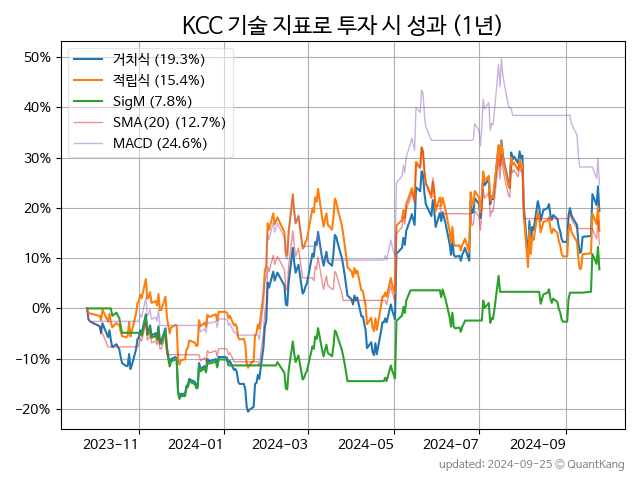 KCC 기술 지표로 투자 시 성과 (1년)
거치식 (19.3%)
적립식 (15.4%)
SigM (7.8%)
SMA(20) (12.7%)
MACD (24.6%)
50%
40%
30%
20%
10%
0%
−10%
−20%
2023-11
2024-01
2024-03
2024-05
2024-07
2024-09
updated: 2024-09-25 © QuantKang